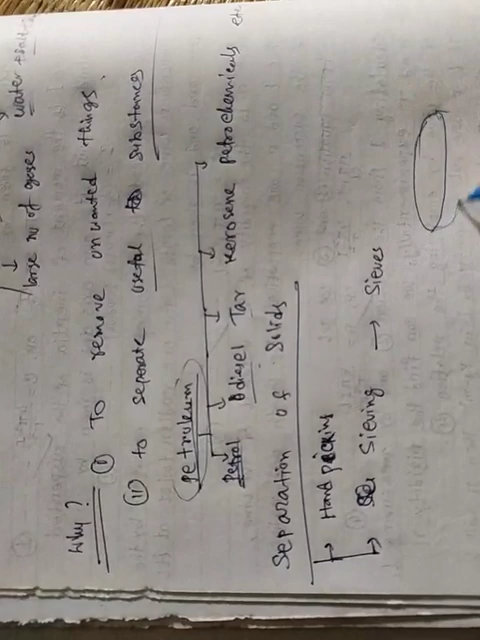 water + salt
↓
large no of gases
Why? (i) To remove unwanted things.
(ii) to separate useful substances
petroleum
Petrol diesel Tar kerosene petrochemicals etc
Separation of Solids
→ Hand picking
→ Sieving → Sieves